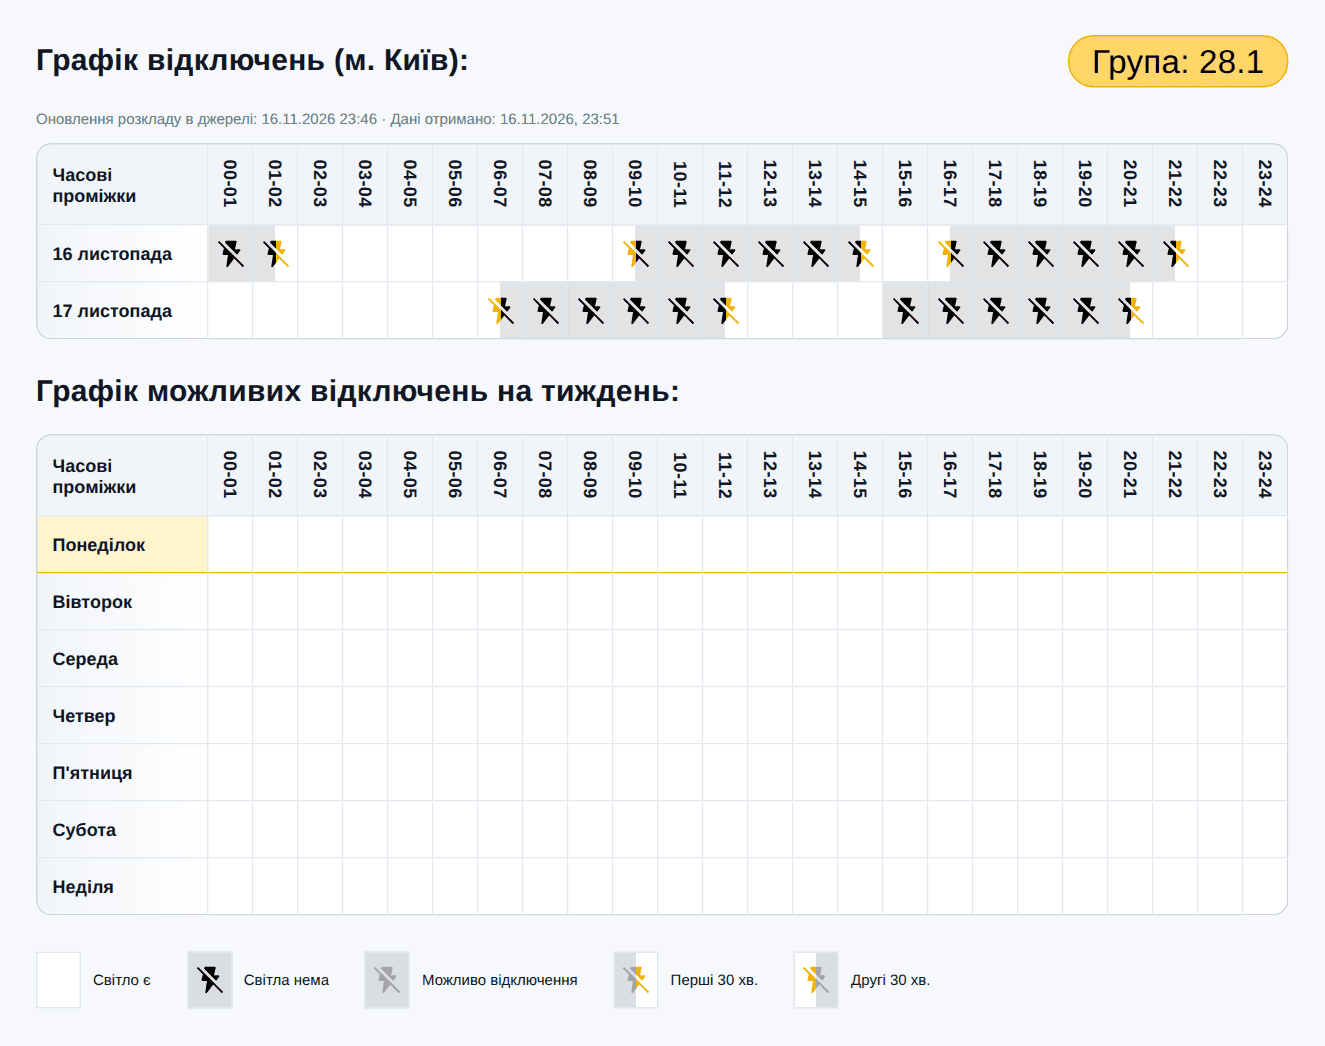 Графік відключень (м. Київ):
Група: 28.1
Оновлення розкладу в джерелі: 16.11.2026 23:46 · Дані отримано: 16.11.2026, 23:51
Часові
проміжки
00-01 01-02 02-03 03-04 04-05 05-06 06-07 07-08 08-09 09-10 10-11 11-12 12-13 13-14 14-15 15-16 16-17 17-18 18-19 19-20 20-21 21-22 22-23 23-24
16 листопада
17 листопада
Графік можливих відключень на тиждень:
Часові
проміжки
00-01 01-02 02-03 03-04 04-05 05-06 06-07 07-08 08-09 09-10 10-11 11-12 12-13 13-14 14-15 15-16 16-17 17-18 18-19 19-20 20-21 21-22 22-23 23-24
Понеділок
Вівторок
Середа
Четвер
П'ятниця
Субота
Неділя
Світло є Світла нема Можливо відключення Перші 30 хв. Другі 30 хв.